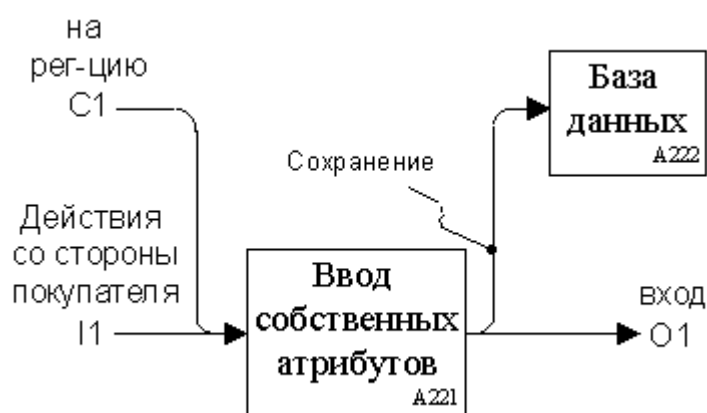 на
рег-цию
C1
База
данных
A222
Сохранение
Действия
со стороны
покупателя
I1
Ввод
собственных
атрибутов
A221
вход
O1